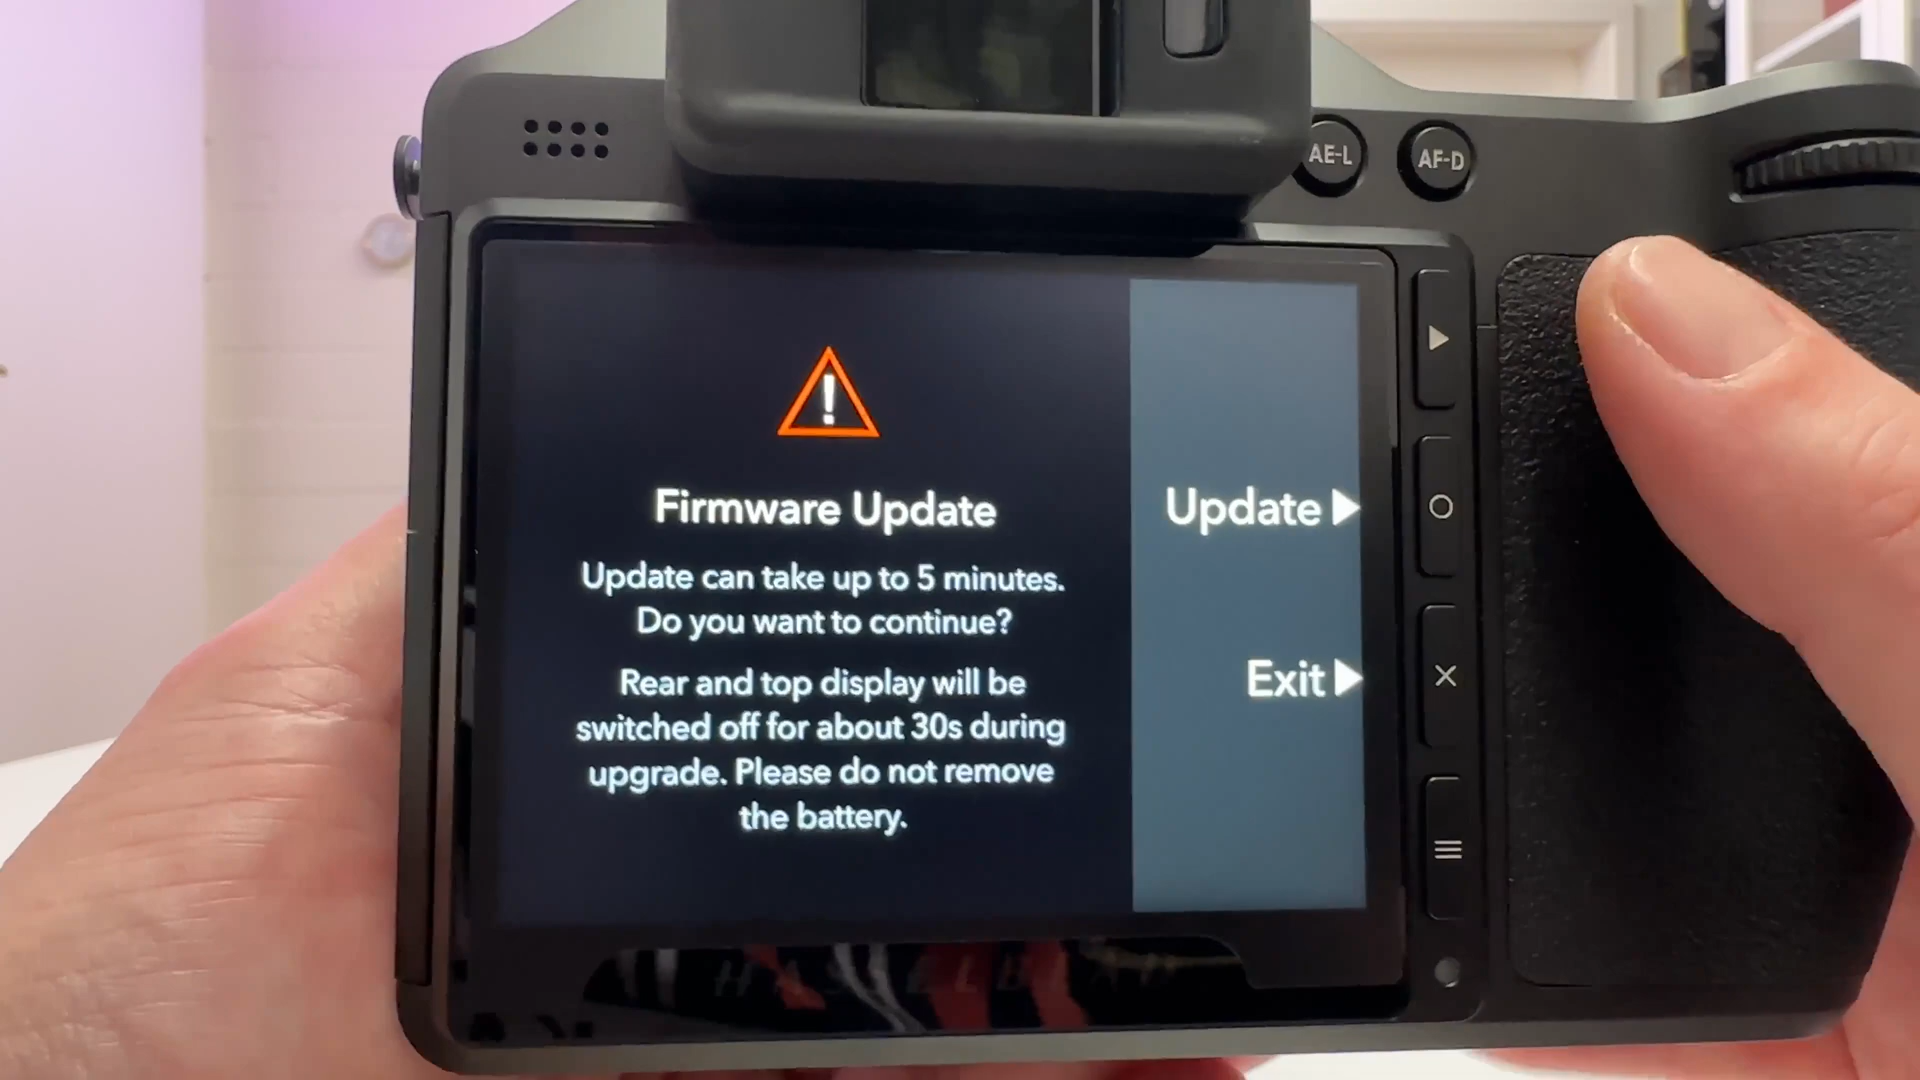 AE-L
AF-D
Firmware Update
Update can take up to 5 minutes.
Do you want to continue?
Rear and top display will be
switched off for about 30s during
upgrade. Please do not remove
the battery.
Update
Exit
HASSELBLAD